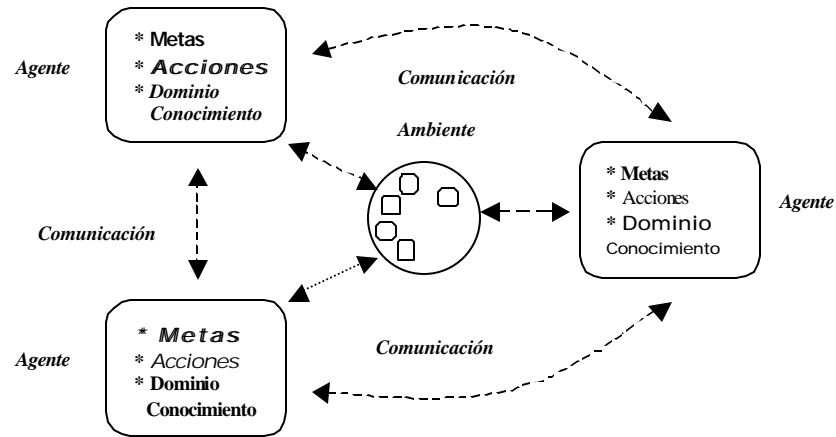 Agente
* Metas
* Acciones
* Dominio
Conocimiento
Comunicación
Ambiente
* Metas
* Acciones
* Dominio
Conocimiento
Agente
Comunicación
Agente
* Metas
* Acciones
* Dominio
Conocimiento
Comunicación